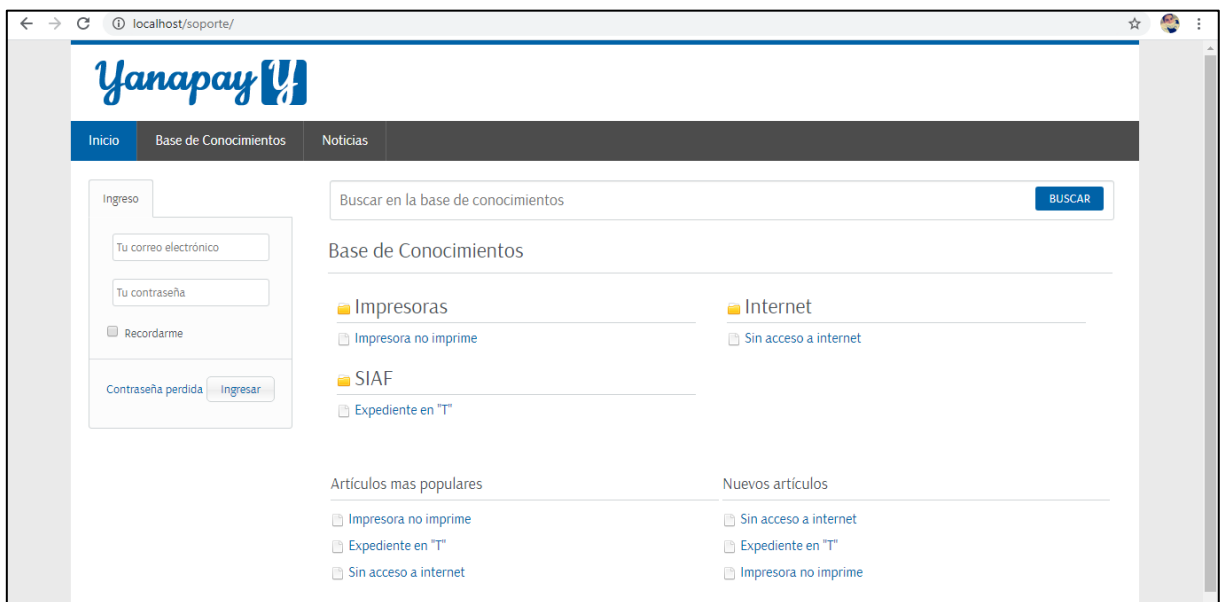 localhost/soporte/
Yanapay Y
Inicio Base de Conocimientos Noticias
Ingreso
Tu correo electrónico
Tu contraseña
Recordarme
Contraseña perdida Ingresar
Buscar en la base de conocimientos BUSCAR
Base de Conocimientos
Impresoras
Impresora no imprime
Internet
Sin acceso a internet
SIAF
Expediente en "T"
Artículos mas populares
Impresora no imprime
Expediente en "T"
Sin acceso a internet
Nuevos artículos
Sin acceso a internet
Expediente en "T"
Impresora no imprime